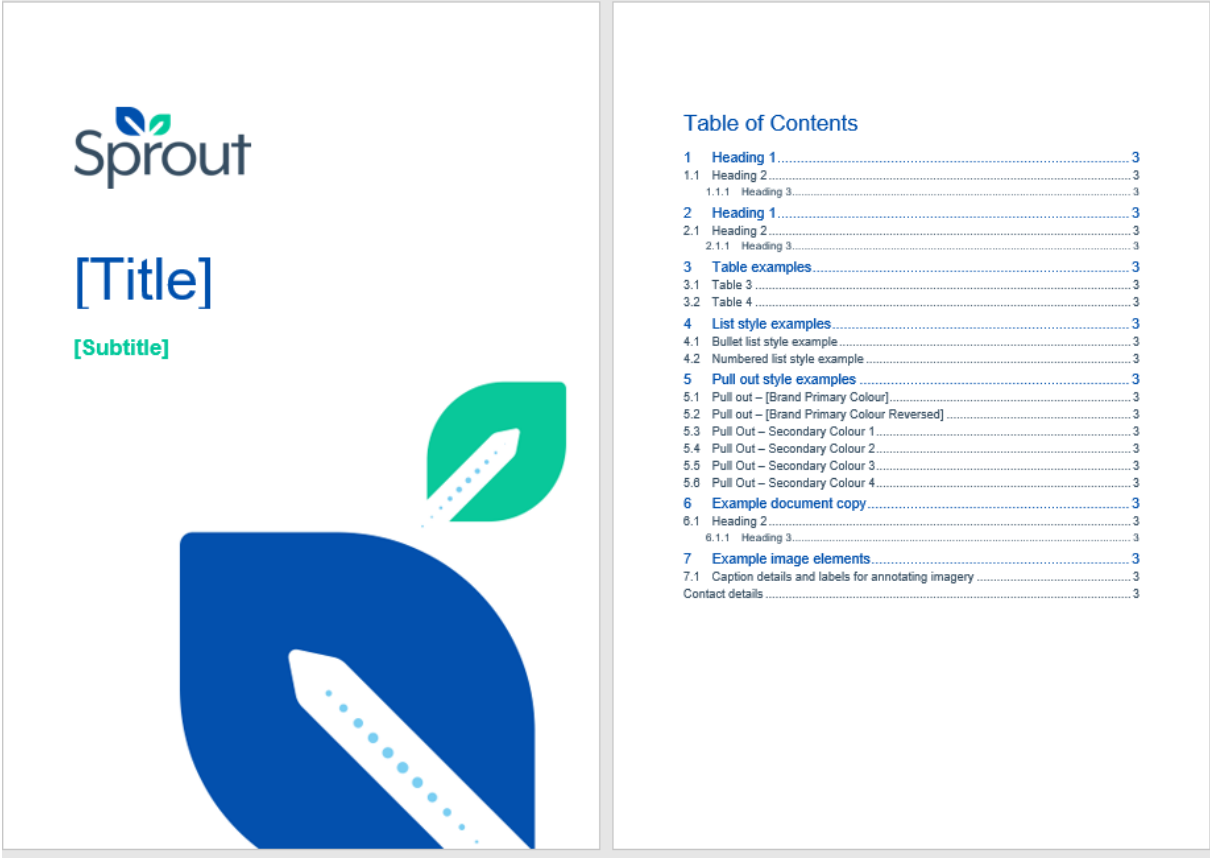 Sprout
[Title]
[Subtitle]
Table of Contents
1 Heading 1 3
1.1 Heading 2 3
1.1.1 Heading 3 3
2 Heading 1 3
2.1 Heading 2 3
2.1.1 Heading 3 3
3 Table examples 3
3.1 Table 3 3
3.2 Table 4 3
4 List style examples 3
4.1 Bullet list style example 3
4.2 Numbered list style example 3
5 Pull out style examples 3
5.1 Pull out – [Brand Primary Colour] 3
5.2 Pull out – [Brand Primary Colour Reversed] 3
5.3 Pull Out – Secondary Colour 1 3
5.4 Pull Out – Secondary Colour 2 3
5.5 Pull Out – Secondary Colour 3 3
5.6 Pull Out – Secondary Colour 4 3
6 Example document copy 3
6.1 Heading 2 3
6.1.1 Heading 3 3
7 Example image elements 3
7.1 Caption details and labels for annotating imagery 3
Contact details 3